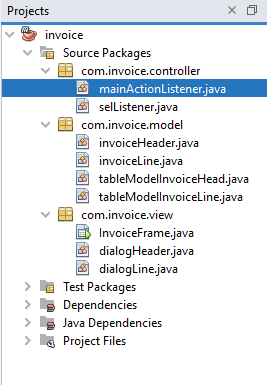 Projects
invoice
Source Packages
com.invoice.controller
mainActionListener.java
selListener.java
com.invoice.model
invoiceHeader.java
invoiceLine.java
tableModelInvoiceHead.java
tableModelInvoiceLine.java
com.invoice.view
InvoiceFrame.java
dialogHeader.java
dialogLine.java
Test Packages
Dependencies
Java Dependencies
Project Files